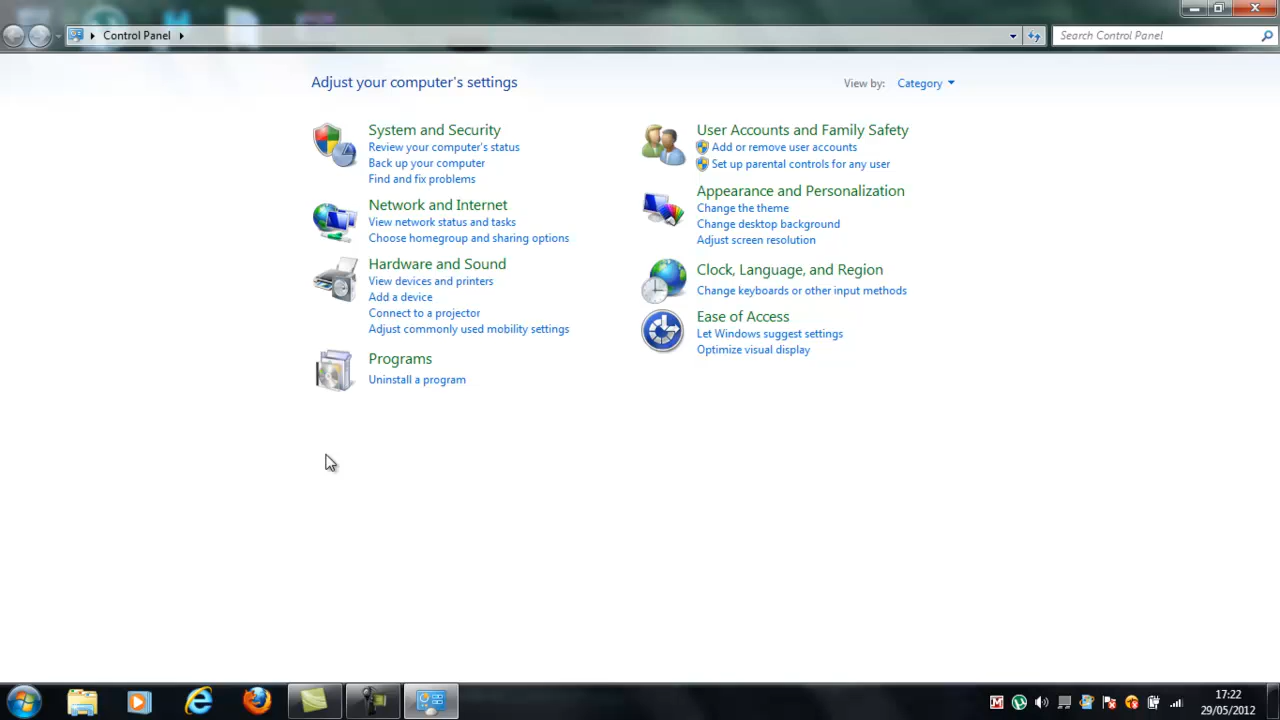 Control Panel
Search Control Panel
Adjust your computer's settings
View by: Category
System and Security
Review your computer's status
Back up your computer
Find and fix problems
Network and Internet
View network status and tasks
Choose homegroup and sharing options
Hardware and Sound
View devices and printers
Add a device
Connect to a projector
Adjust commonly used mobility settings
Programs
Uninstall a program
User Accounts and Family Safety
Add or remove user accounts
Set up parental controls for any user
Appearance and Personalization
Change the theme
Change desktop background
Adjust screen resolution
Clock, Language, and Region
Change keyboards or other input methods
Ease of Access
Let Windows suggest settings
Optimize visual display
17:22
29/05/2012